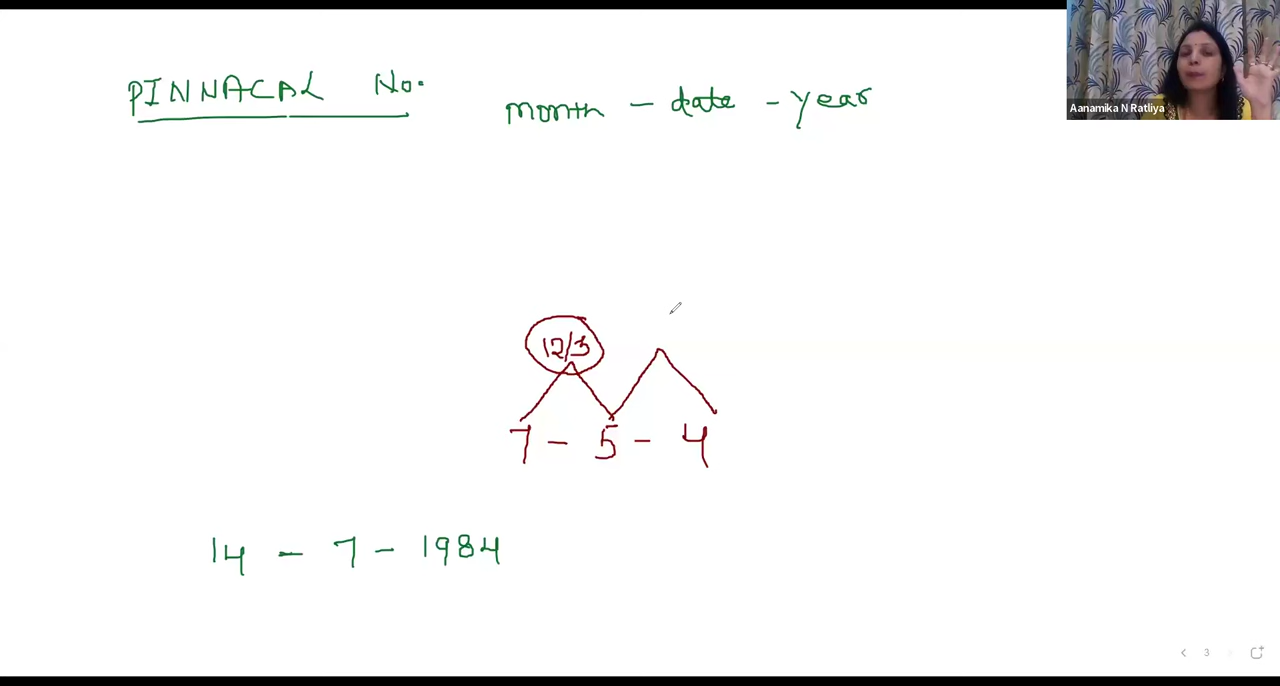 PINNACAL No.
month - date - year
Aanamika N Ratliya
12/3
7 - 5 - 4
14 - 7 - 1984
3